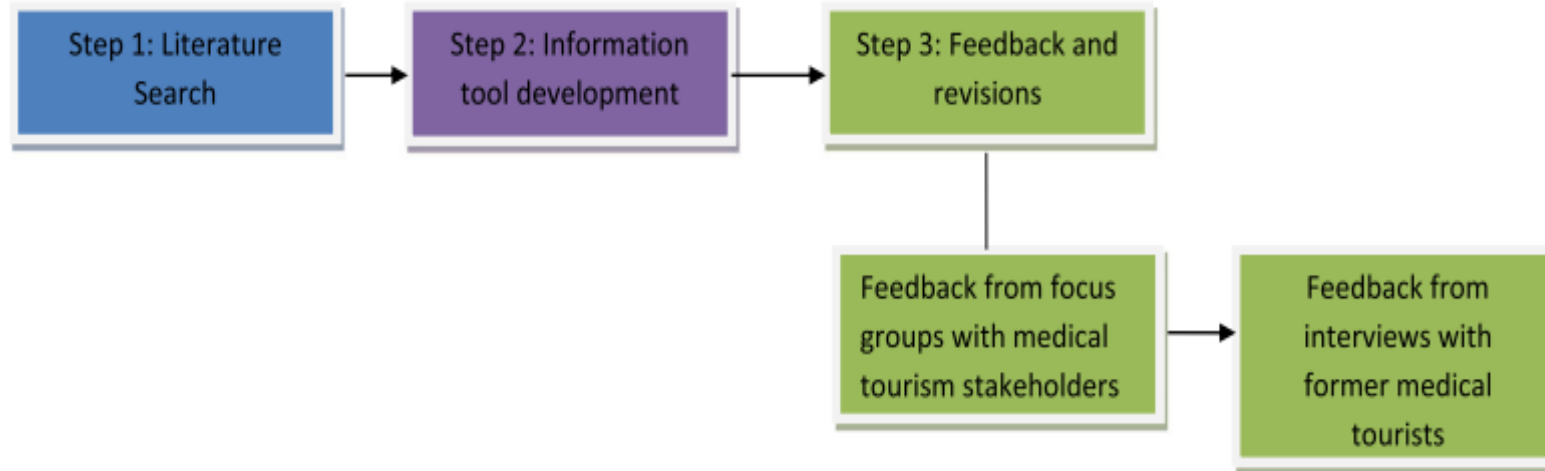 Step 1: Literature
Search
Step 2: Information
tool development
Step 3: Feedback and
revisions
Feedback from focus
groups with medical
tourism stakeholders
Feedback from
interviews with
former medical
tourists